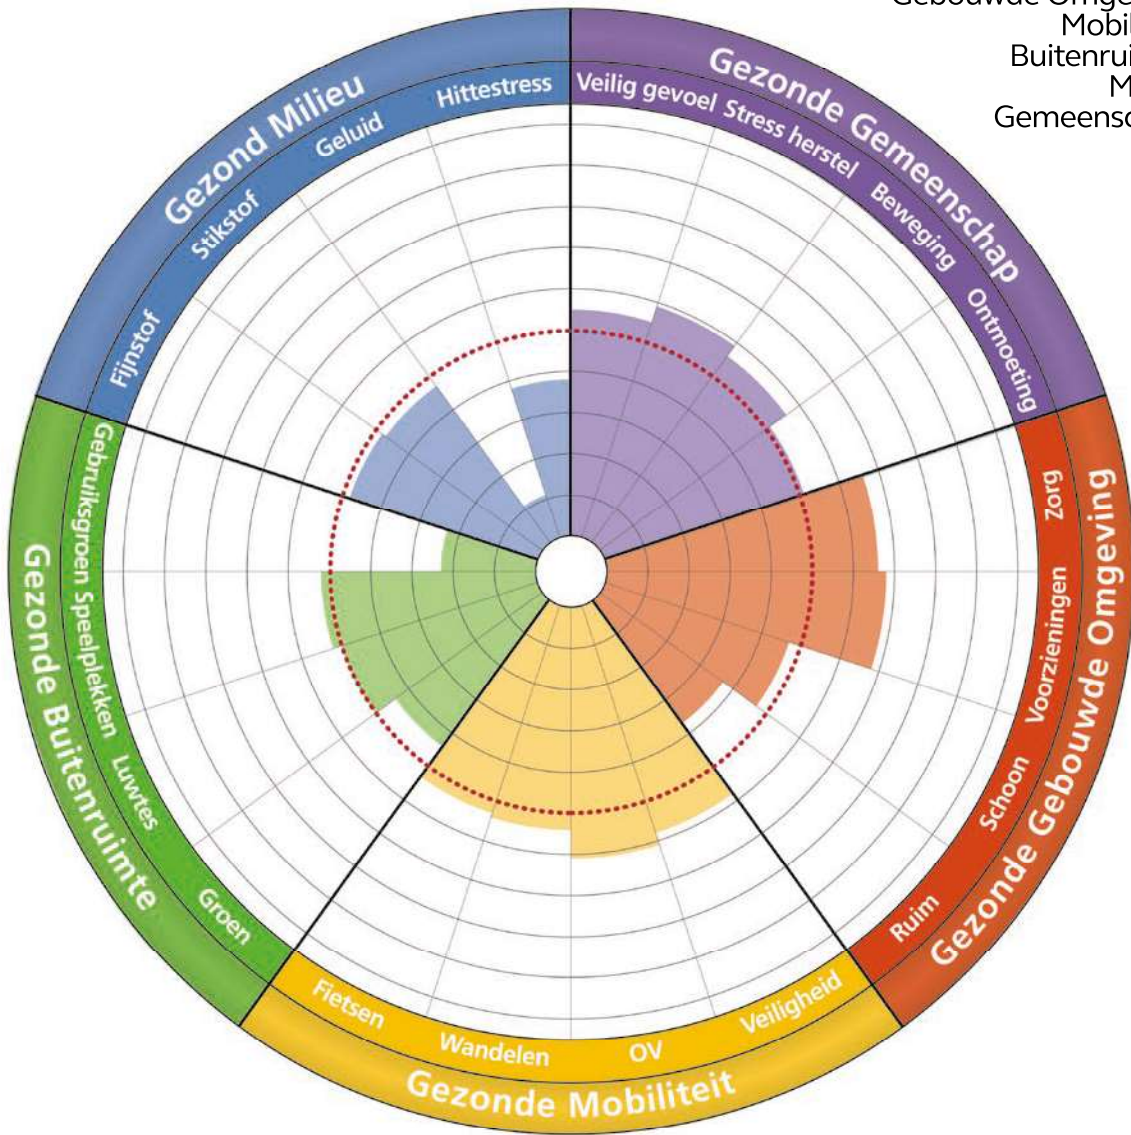 Mobil
Buitenrui
M
Gemeensc
Gezond Milieu
Fijnstof
Stikstof
Geluid
Hittestress
Gezonde Gemeenschap
Veilig gevoel
Stress herstel
Beweging
Ontmoeting
Gezonde Gebouwde Omgeving
Zorg
Voorzieningen
Schoon
Ruim
Gezonde Mobiliteit
Veiligheid
OV
Wandelen
Fietsen
Gezonde Buitenruimte
Groen
Luwtes
Speelplekken
Gebruiksgroen